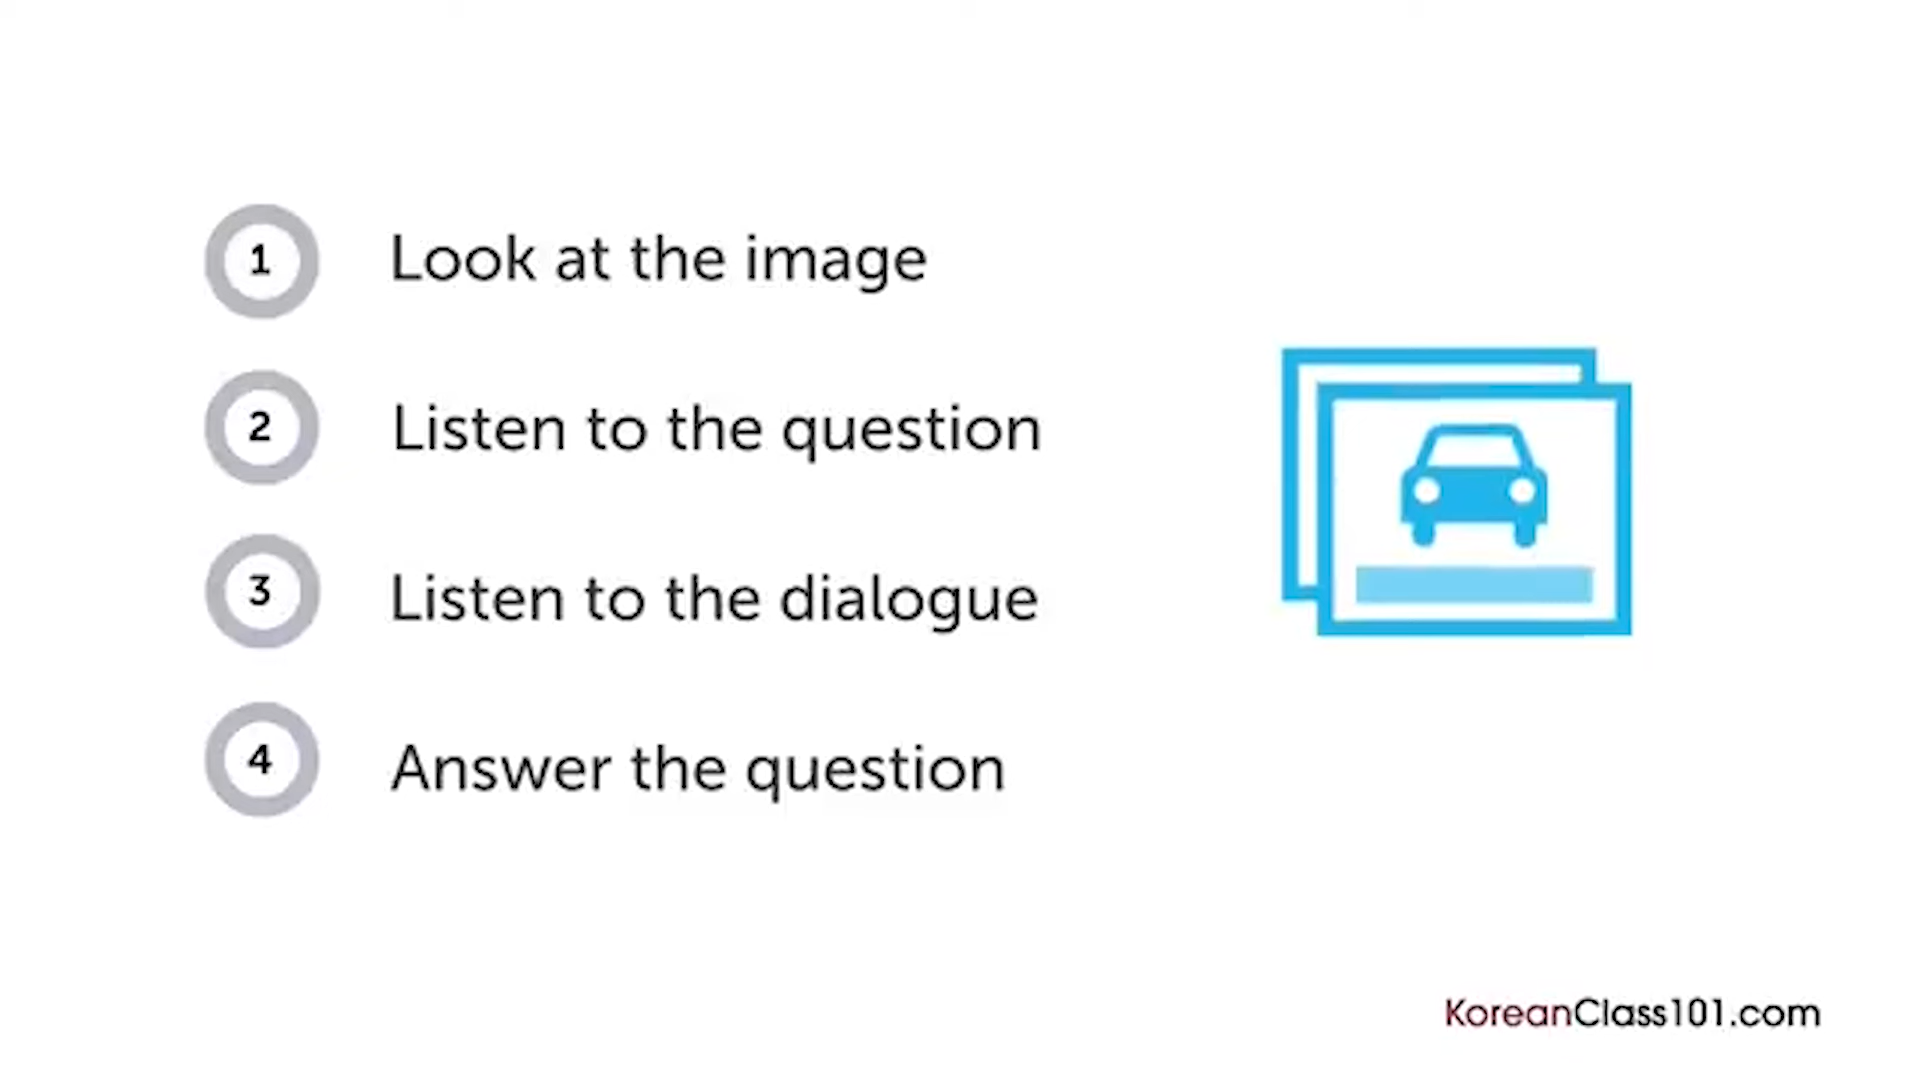 1 Look at the image
2 Listen to the question
3 Listen to the dialogue
4 Answer the question
KoreanClass101.com